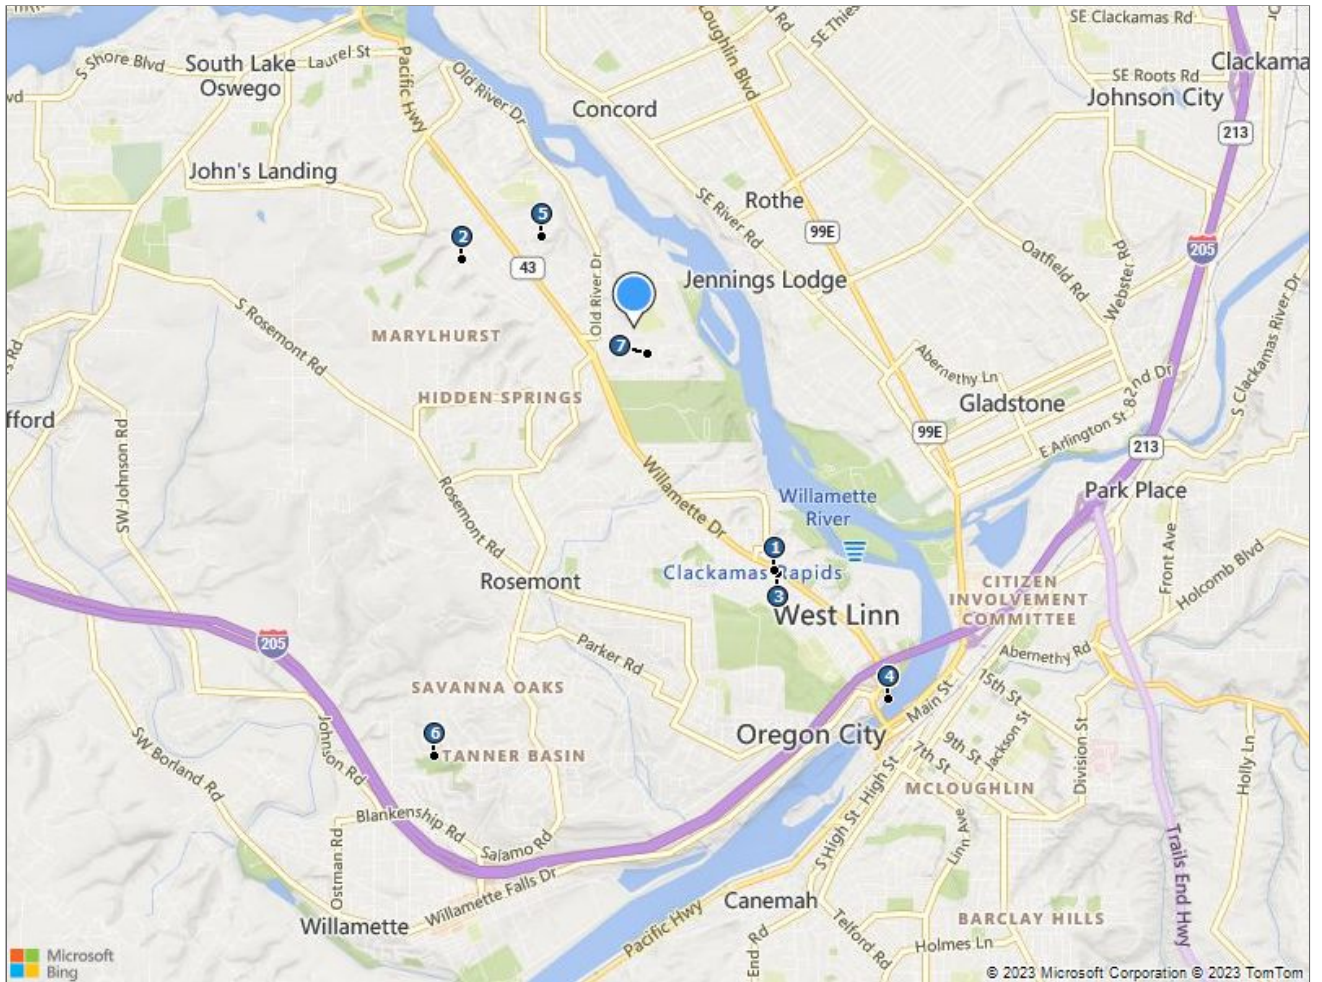 SE Clackamas Rd
Clackama
SE Roots Rd
Johnson City
213
South Lake
Oswego
Laurel St
S Shore Blvd
vd
Pacific Hwy
Old River Dr
Concord
Loughlin Blvd
Rd
SE Thies
John's Landing
Rothe
SE River Rd
99E
205
Oatfield Rd
Webster Rd
5
2
43
Old River Dr
Jennings Lodge
S Clackamas River Dr
S Rosemont Rd
MARYLHURST
7
s Rd
Abernethy Ln
82nd Dr
HIDDEN SPRINGS
Gladstone
fford
99E
E Arlington St
213
SW Johnson Rd
Rosemont Rd
Willamette Dr
Willamette
River
Park Place
1
Clackamas Rapids
3
West Linn
Rosemont
Front Ave
Holcomb Blvd
CITIZEN
INVOLVEMENT
COMMITTEE
205
Parker Rd
Abernethy Rd
4
SAVANNA OAKS
15th St
Main St
6
TANNER BASIN
Oregon City
9th St
7th St
Jackson St
Division St
Holly Ln
SW Borland Rd
Johnson Rd
MCLOUGHLIN
High St
S High St
Blankenship Rd
Salamo Rd
Ostman Rd
Linn Ave
Trails End Hwy
Willamette Falls Dr
Willamette
Canemah
BARCLAY HILLS
Pacific Hwy
Telford Rd
Holmes Ln
End Rd
Microsoft
Bing
© 2023 Microsoft Corporation © 2023 TomTom